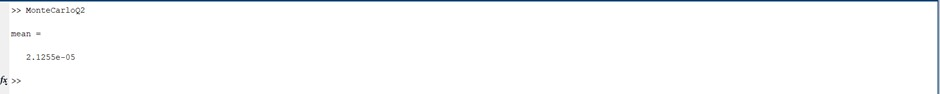 >> MonteCarloQ2
mean =
2.1255e-05
fx >>